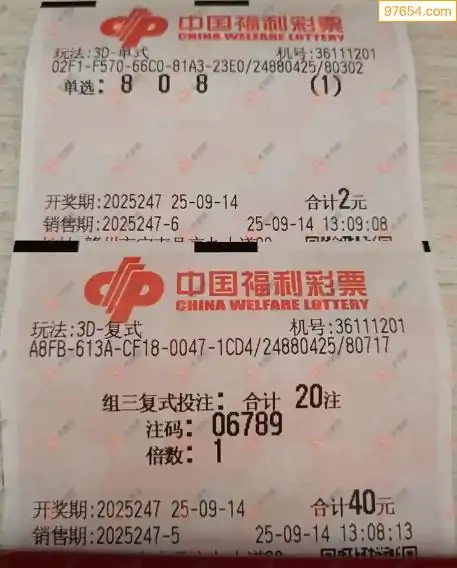 97654.com
中国福利彩票
CHINA WELFARE LOTTERY
玩法:3D-单式 机号:36111201
02F1-F570-66C0-81A3-23E0/24880425/80302
单选: 8 0 8 (1)
开奖期:2025247 25-09-14 合计2元
销售期:2025247-6 25-09-14 13:09:08
中国福利彩票
CHINA WELFARE LOTTERY
玩法:3D-复式 机号:36111201
A8FB-613A-CF18-0047-1CD4/24880425/80717
组三复式投注: 合计 20注
注码: 06789
倍数: 1
开奖期:2025247 25-09-14 合计40元
销售期:2025247-5 25-09-14 13:08:13